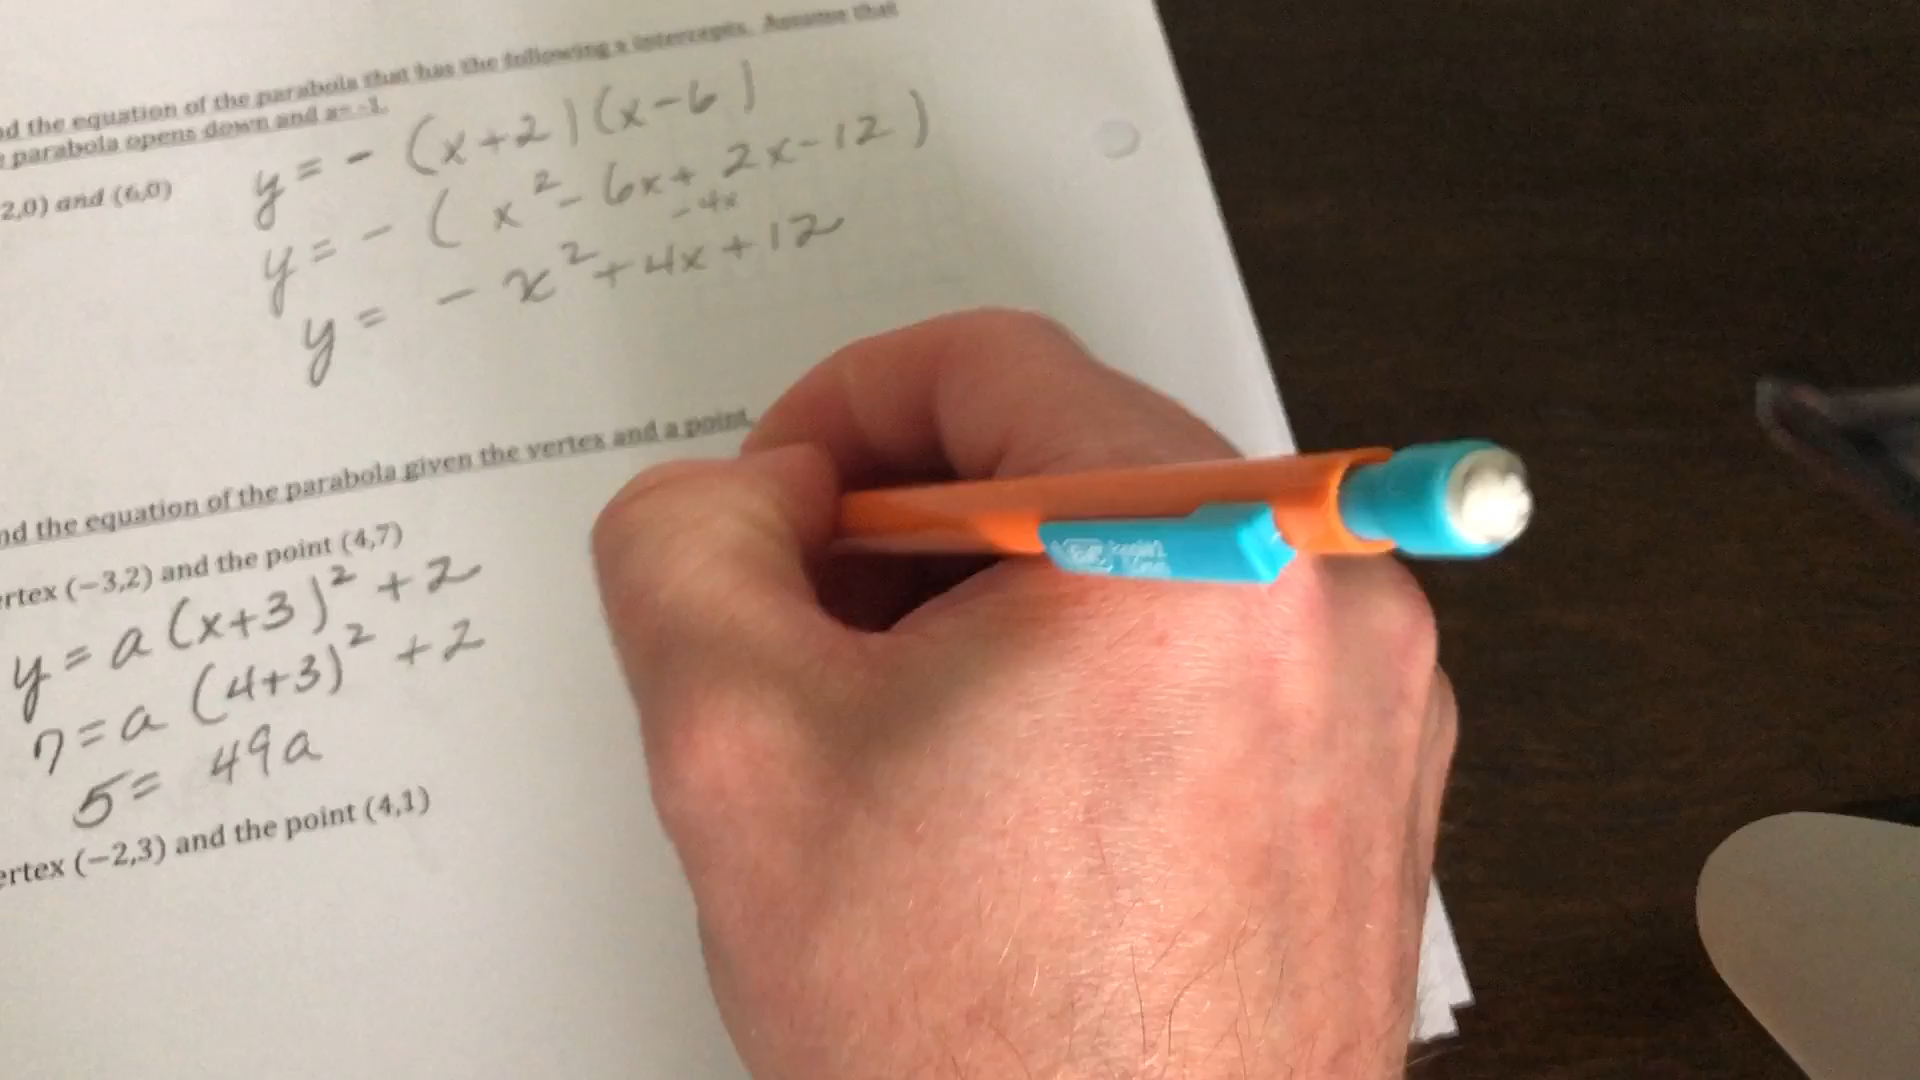 d the equation of the parabola that has the following x intercepts. Assume that
parabola opens down and a= -1.
2,0) and (6,0)
y = - (x+2)(x-6)
y = - (x² - 6x + 2x - 12)
-4x
y = - x² + 4x + 12
nd the equation of the parabola given the vertex and a point.
ertex (−3,2) and the point (4,7)
y = a (x+3)² + 2
7 = a (4+3)² + 2
5 = 49a
ertex (−2,3) and the point (4,1)